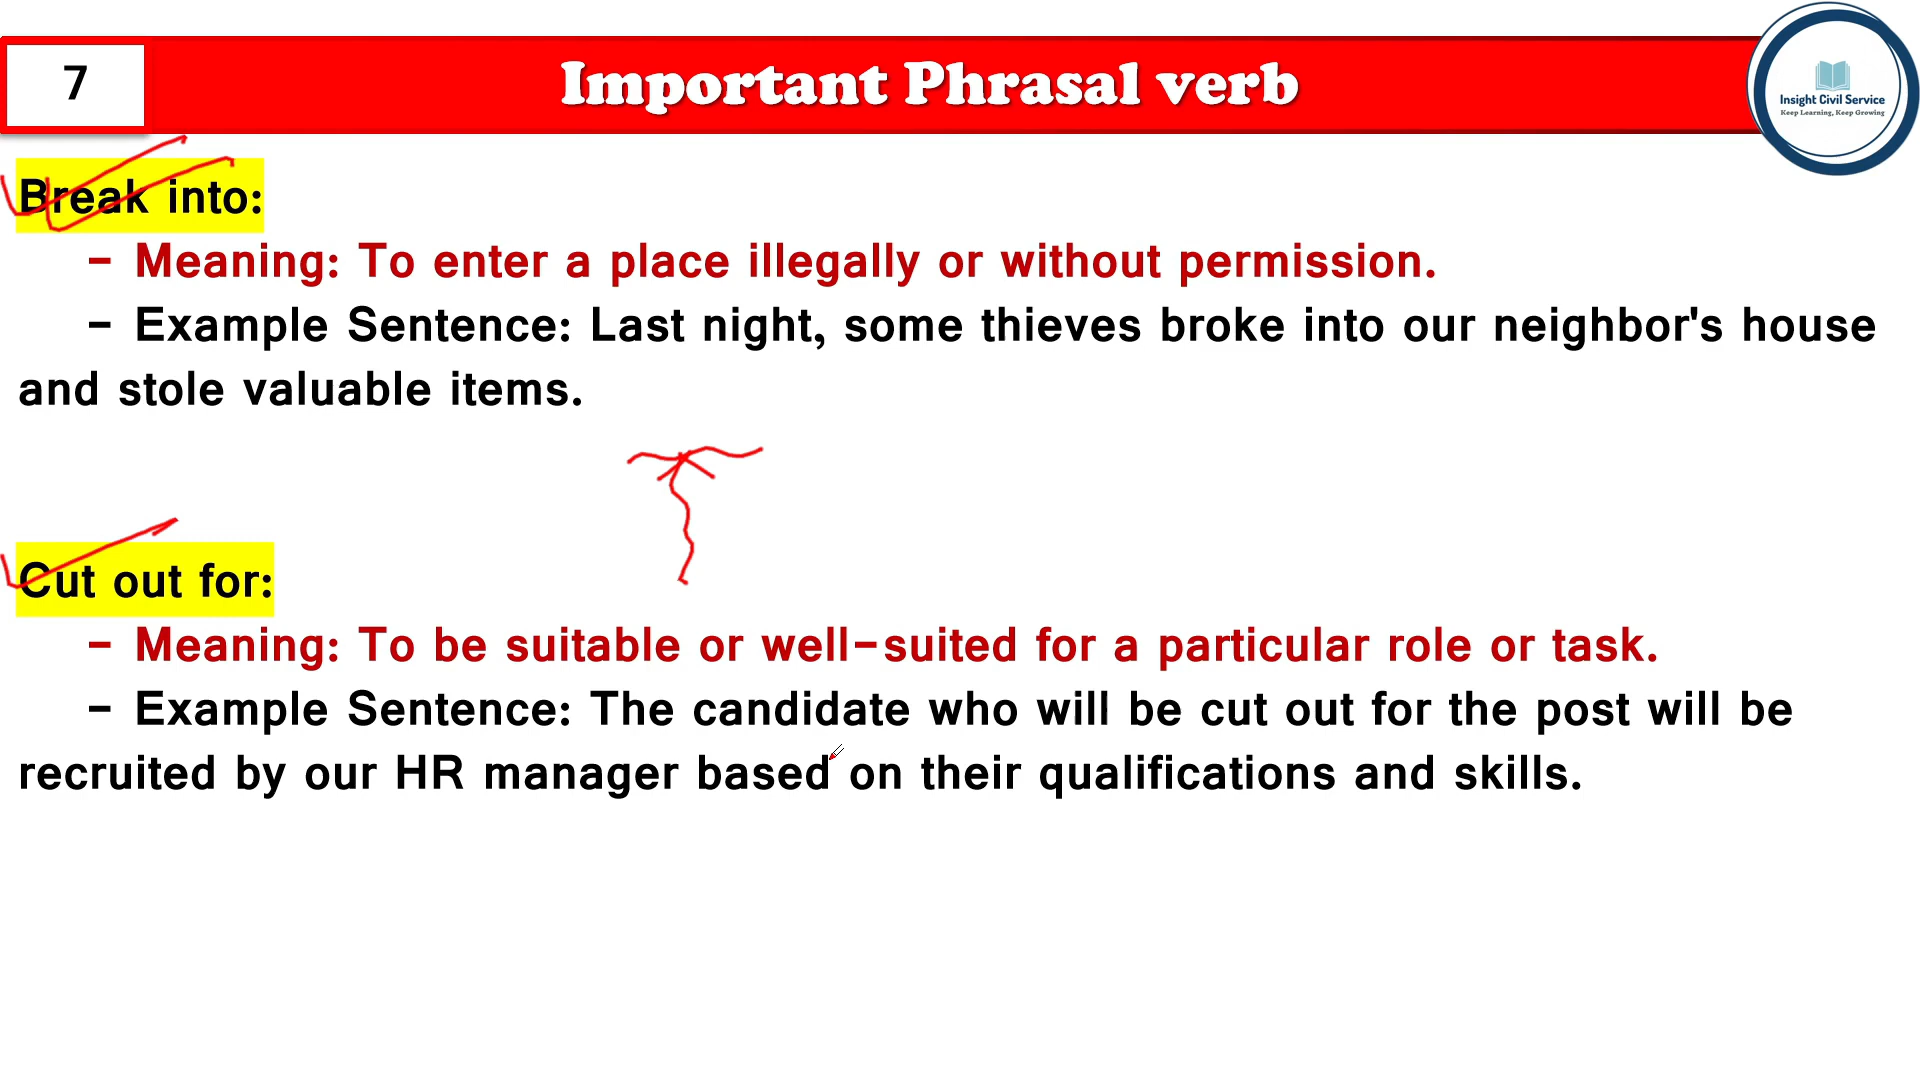 7
Important Phrasal verb
Insight Civil Service
Keep Learning, Keep Growing
Break into:
- Meaning: To enter a place illegally or without permission.
- Example Sentence: Last night, some thieves broke into our neighbor's house
and stole valuable items.
Cut out for:
- Meaning: To be suitable or well-suited for a particular role or task.
- Example Sentence: The candidate who will be cut out for the post will be
recruited by our HR manager based on their qualifications and skills.